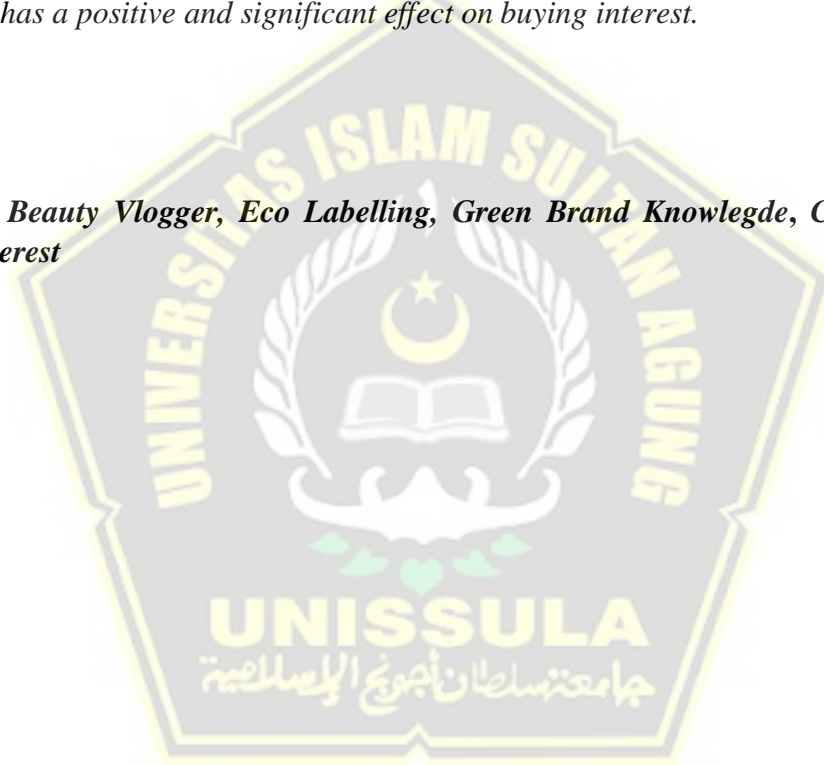 has a positive and significant effect on buying interest.
Beauty Vlogger, Eco Labelling, Green Brand Knowlegde, C
erest
UNIVERSITAS ISLAM SULTAN AGUNG
UNISSULA
جامعة سلطان أجونج الإسلامية